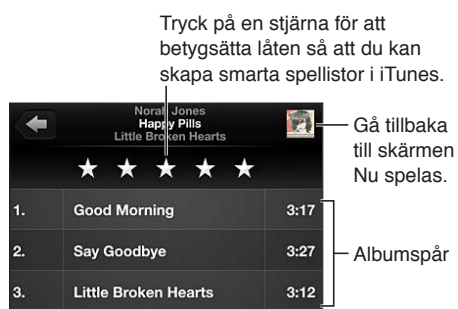 Tryck på en stjärna för att
betygsätta låten så att du kan
skapa smarta spellistor i iTunes.
Norah Jones
Happy Pills
Little Broken Hearts
Gå tillbaka
till skärmen
Nu spelas.
1. Good Morning 3:17
2. Say Goodbye 3:27
Albumspår
3. Little Broken Hearts 3:12